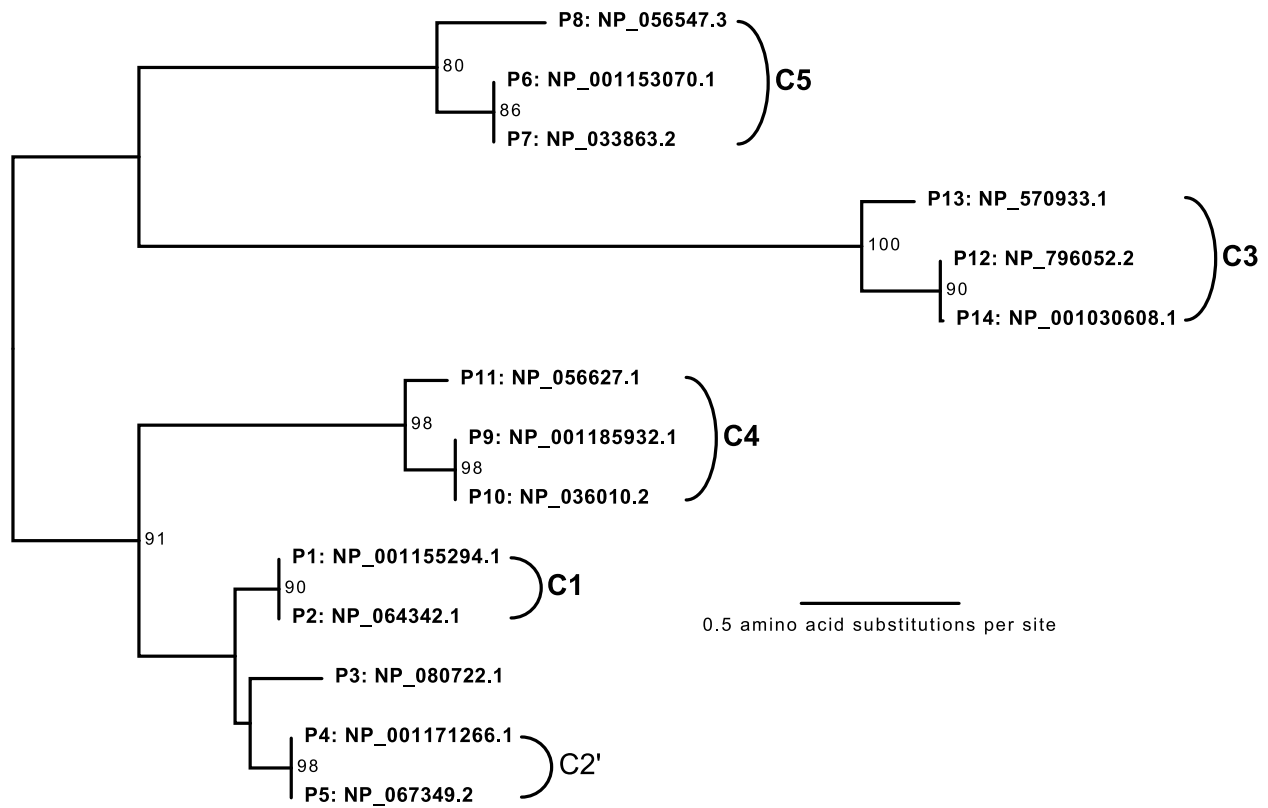 P8: NP_056547.3
80
P6: NP_001153070.1
C5
86
P7: NP_033863.2
P13: NP_570933.1
100
P12: NP_796052.2
C3
90
P14: NP_001030608.1
P11: NP_056627.1
98
P9: NP_001185932.1
C4
98
P10: NP_036010.2
91
P1: NP_001155294.1
90
C1
P2: NP_064342.1
0.5 amino acid substitutions per site
P3: NP_080722.1
P4: NP_001171266.1
98
C2'
P5: NP_067349.2